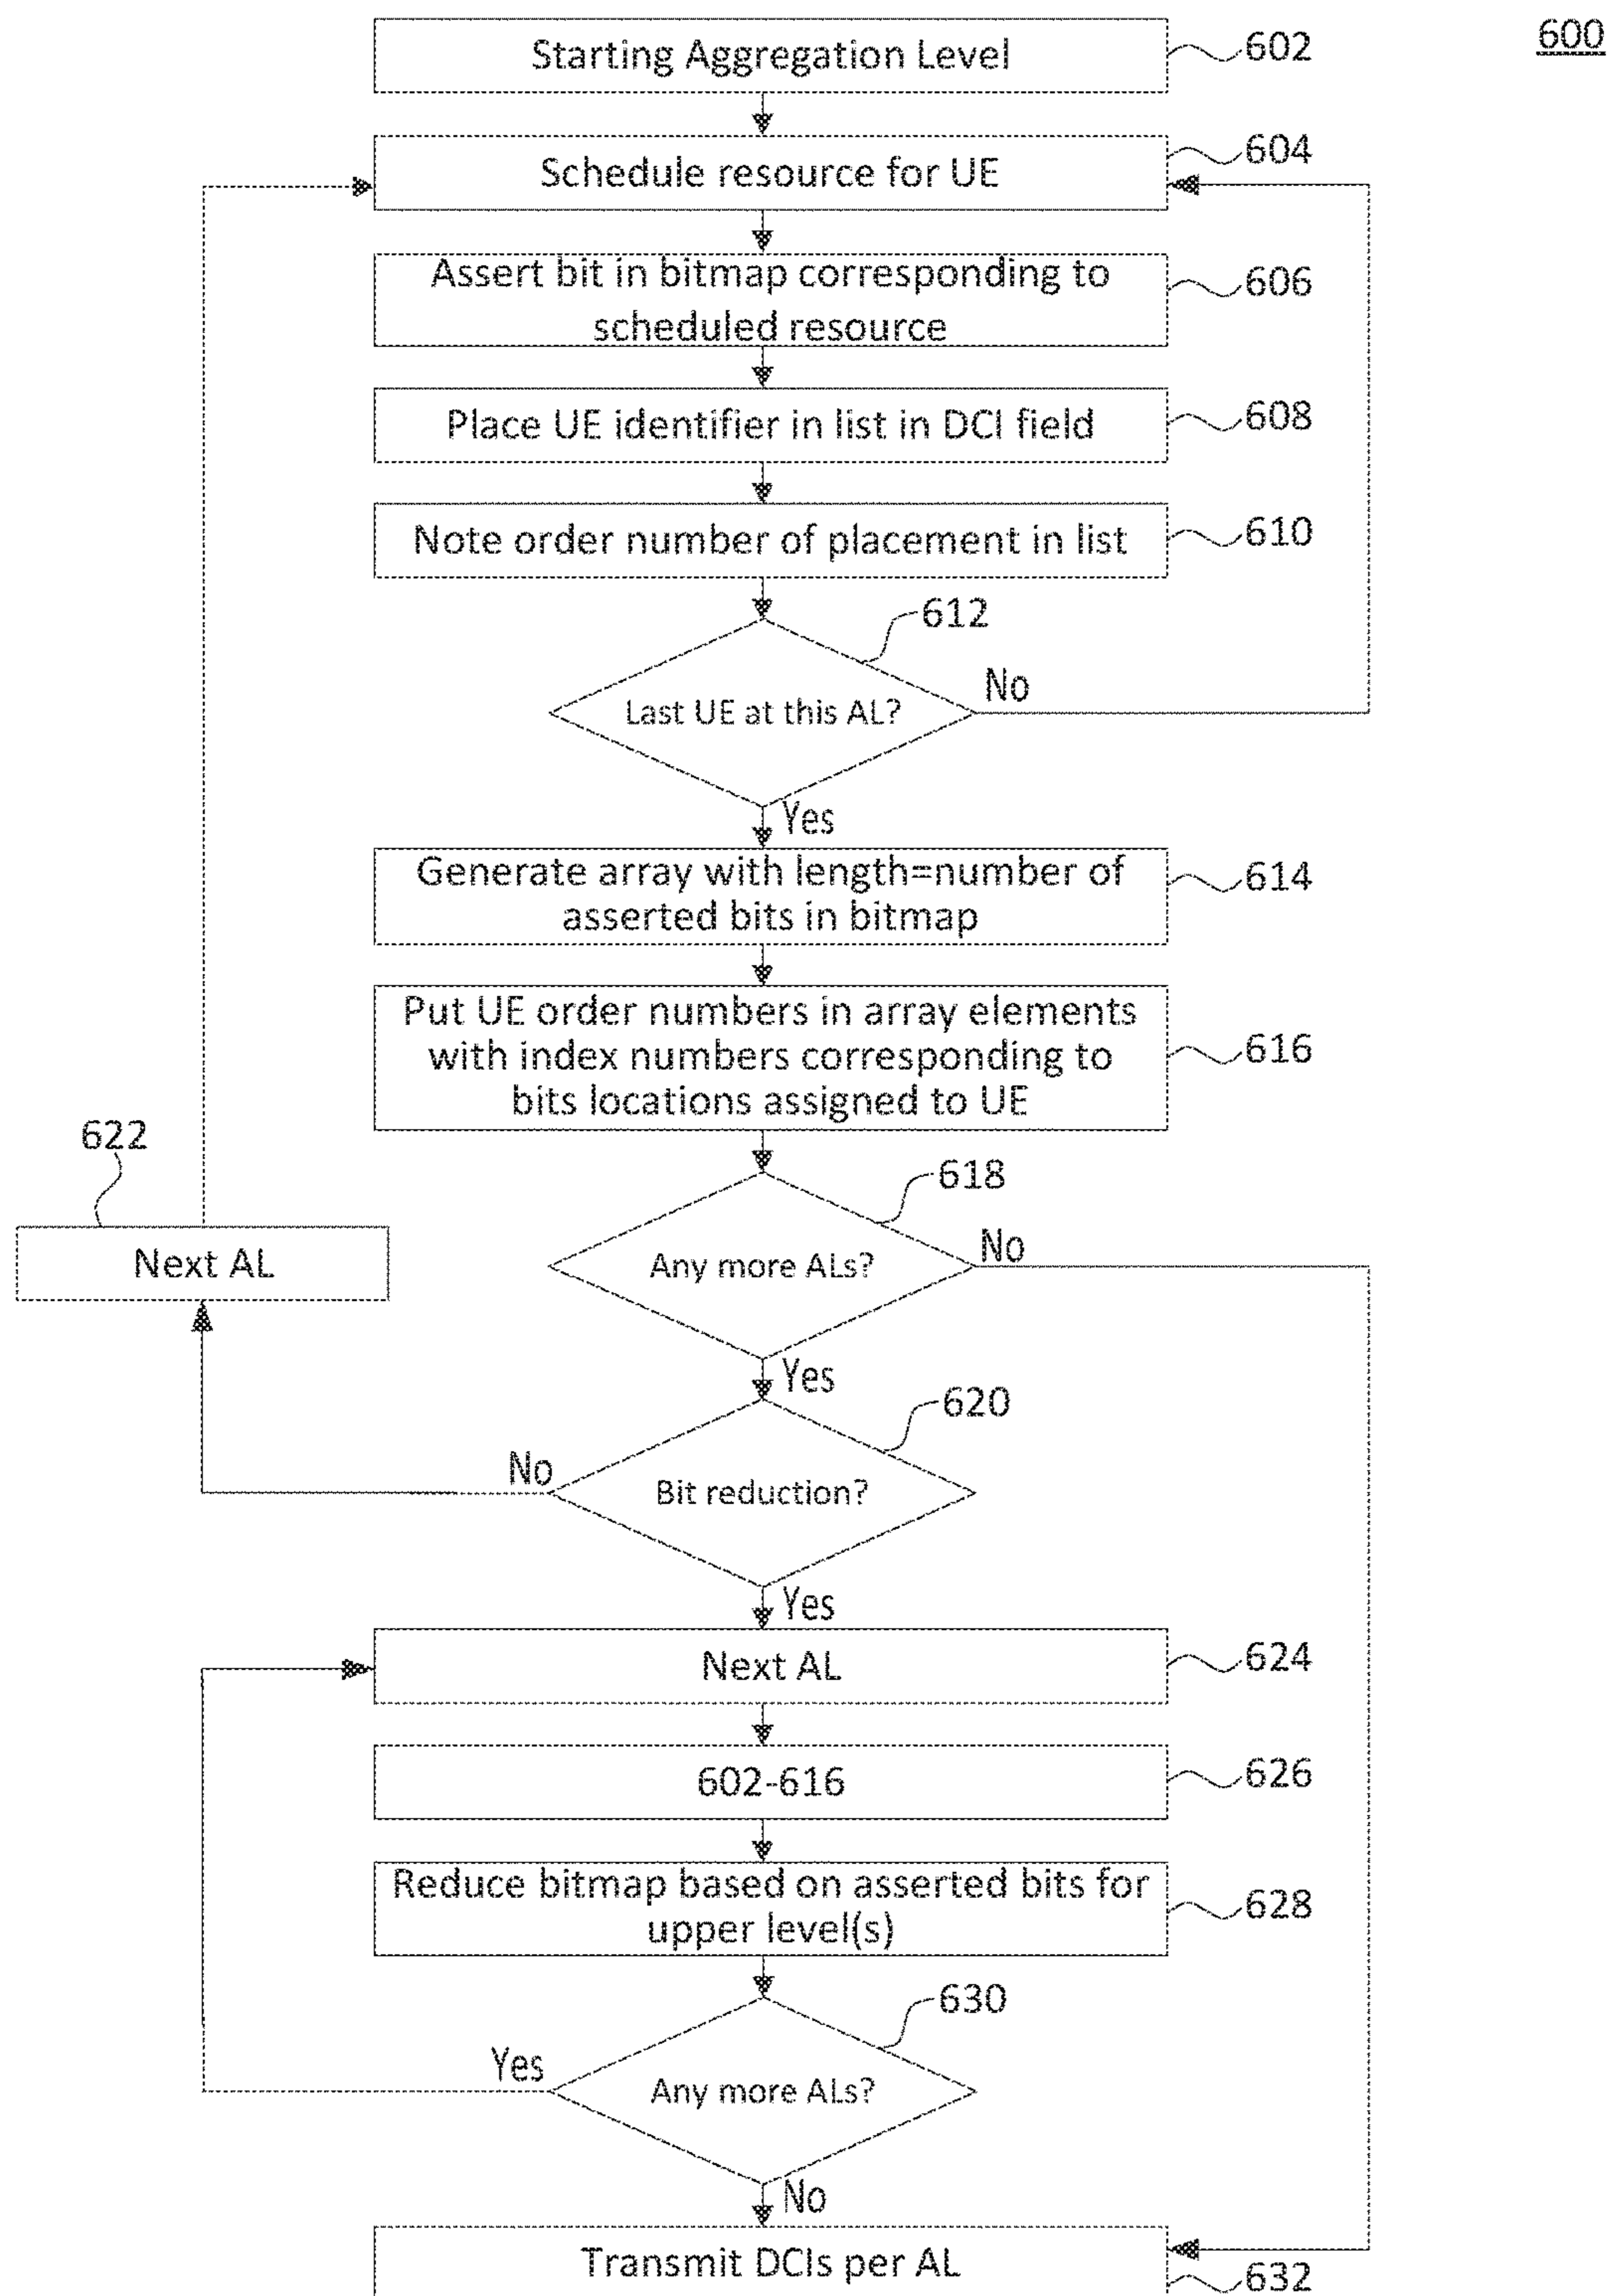 600
Starting Aggregation Level
602
Schedule resource for UE
604
Assert bit in bitmap corresponding to
scheduled resource
606
Place UE identifier in list in DCI field
608
Note order number of placement in list
610
612
Last UE at this AL?
No
Yes
Generate array with length=number of
asserted bits in bitmap
614
Put UE order numbers in array elements
with index numbers corresponding to
bits locations assigned to UE
616
622
Next AL
618
Any more ALs?
No
Yes
620
Bit reduction?
No
Yes
Next AL
624
602-616
626
Reduce bitmap based on asserted bits for
upper level(s)
628
630
Any more ALs?
Yes
No
Transmit DCIs per AL
632